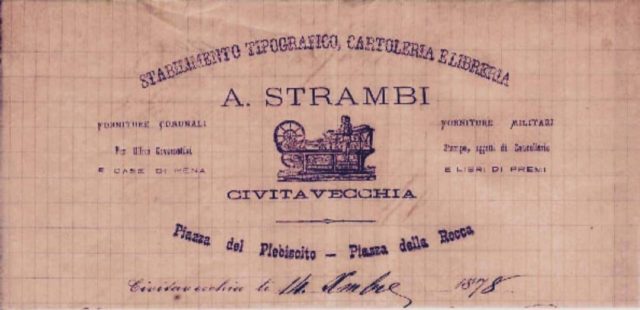 STABILIMENTO TIPOGRAFICO, CARTOLERIA E LIBRERIA
A. STRAMBI
FORNITURE COMUNALI
Per Uffici Governativi
E CASE DI PENA
FORNITURE MILITARI
Stampe, oggetti di Cancelleria
E LIBRI DI PREMI
CIVITAVECCHIA
Piazza del Plebiscito — Piazza della Rocca
Civitavecchia li 14 Xmbre 1878